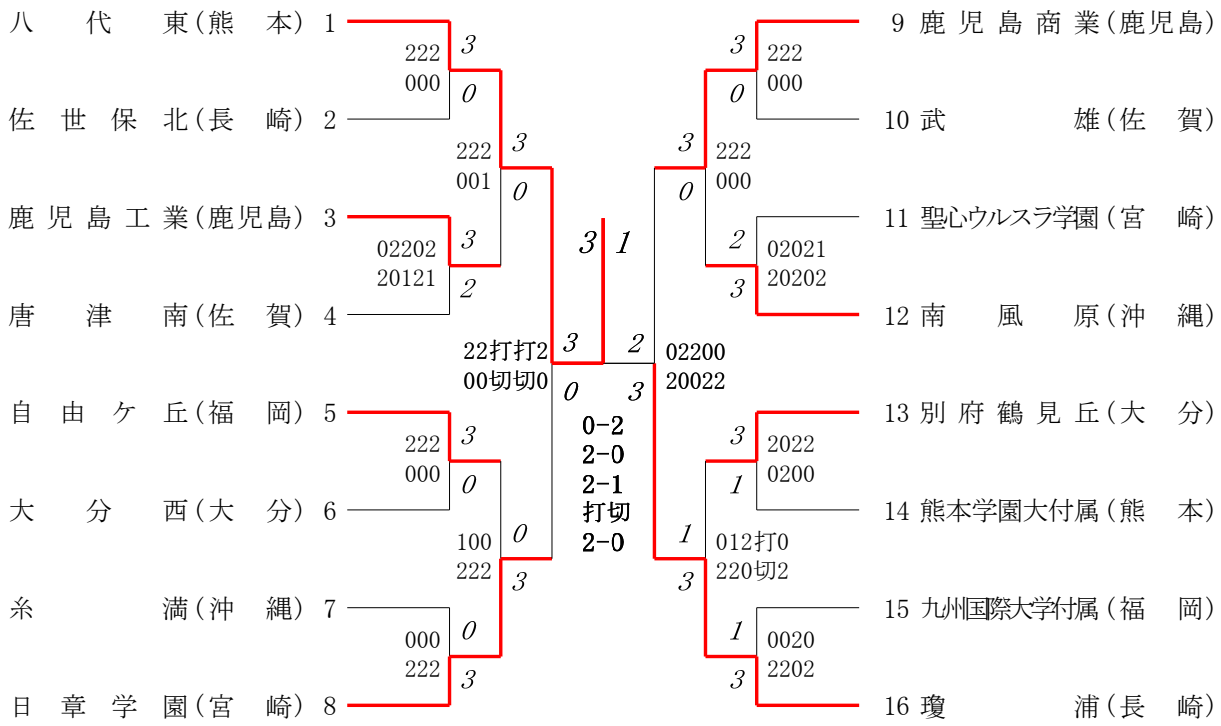 八代東(熊本) 1
3
222
000
0
佐世保北(長崎) 2
3
222
001
0
鹿児島工業(鹿児島) 3
3
02202
20121
2
唐津南(佐賀) 4
22打打2
00切切0
3
0
自由ケ丘(福岡) 5
3
222
000
0
大分西(大分) 6
0
100
222
3
糸満(沖縄) 7
0
000
222
3
日章学園(宮崎) 8
3 1
0-2
2-0
2-1
打切
2-0
9 鹿児島商業(鹿児島)
3
222
000
0
10 武雄(佐賀)
3
222
000
0
11 聖心ウルスラ学園(宮崎)
2
02021
20202
3
12 南風原(沖縄)
2
02200
20022
3
13 別府鶴見丘(大分)
3
2022
0200
1
14 熊本学園大付属(熊本)
1
012打0
220切2
3
15 九州国際大学付属(福岡)
1
0020
2202
3
16 瓊浦(長崎)